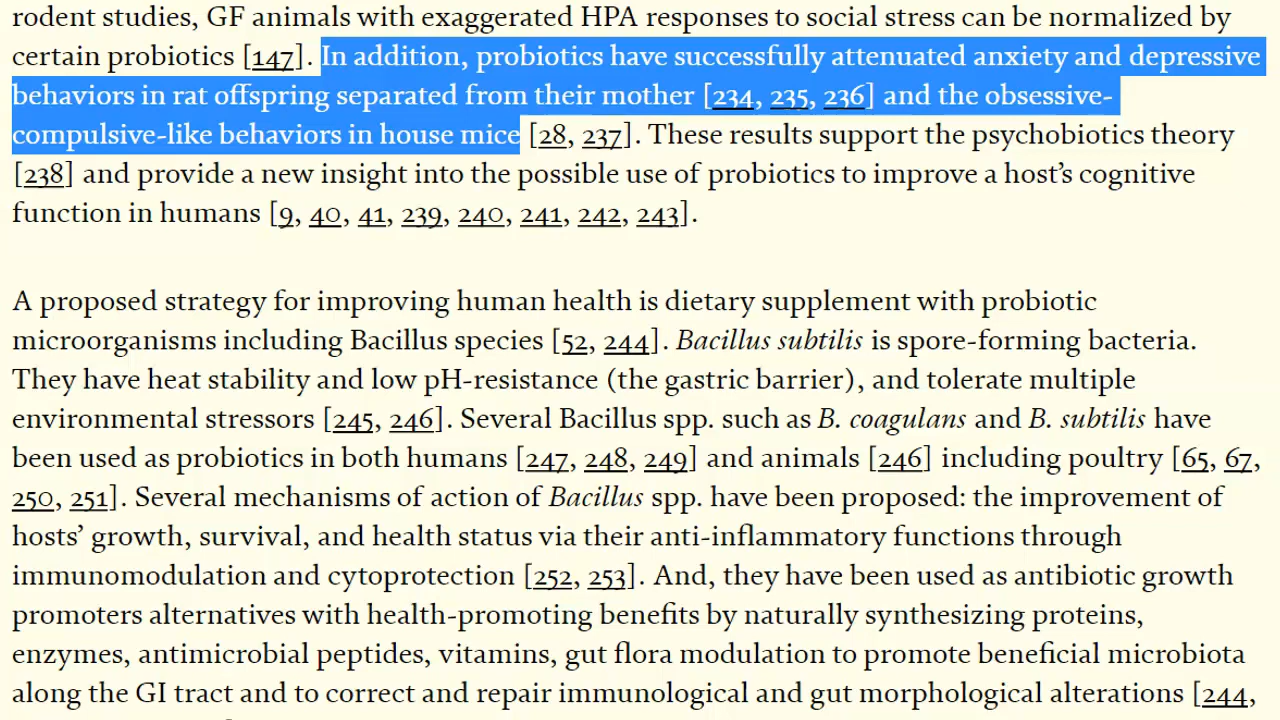 rodent studies, GF animals with exaggerated HPA responses to social stress can be normalized by
certain probiotics [147]. In addition, probiotics have successfully attenuated anxiety and depressive
behaviors in rat offspring separated from their mother [234, 235, 236] and the obsessive-
compulsive-like behaviors in house mice [28, 237]. These results support the psychobiotics theory
[238] and provide a new insight into the possible use of probiotics to improve a host’s cognitive
function in humans [9, 40, 41, 239, 240, 241, 242, 243].
A proposed strategy for improving human health is dietary supplement with probiotic
microorganisms including Bacillus species [52, 244]. Bacillus subtilis is spore-forming bacteria.
They have heat stability and low pH-resistance (the gastric barrier), and tolerate multiple
environmental stressors [245, 246]. Several Bacillus spp. such as B. coagulans and B. subtilis have
been used as probiotics in both humans [247, 248, 249] and animals [246] including poultry [65, 67,
250, 251]. Several mechanisms of action of Bacillus spp. have been proposed: the improvement of
hosts’ growth, survival, and health status via their anti-inflammatory functions through
immunomodulation and cytoprotection [252, 253]. And, they have been used as antibiotic growth
promoters alternatives with health-promoting benefits by naturally synthesizing proteins,
enzymes, antimicrobial peptides, vitamins, gut flora modulation to promote beneficial microbiota
along the GI tract and to correct and repair immunological and gut morphological alterations [244,